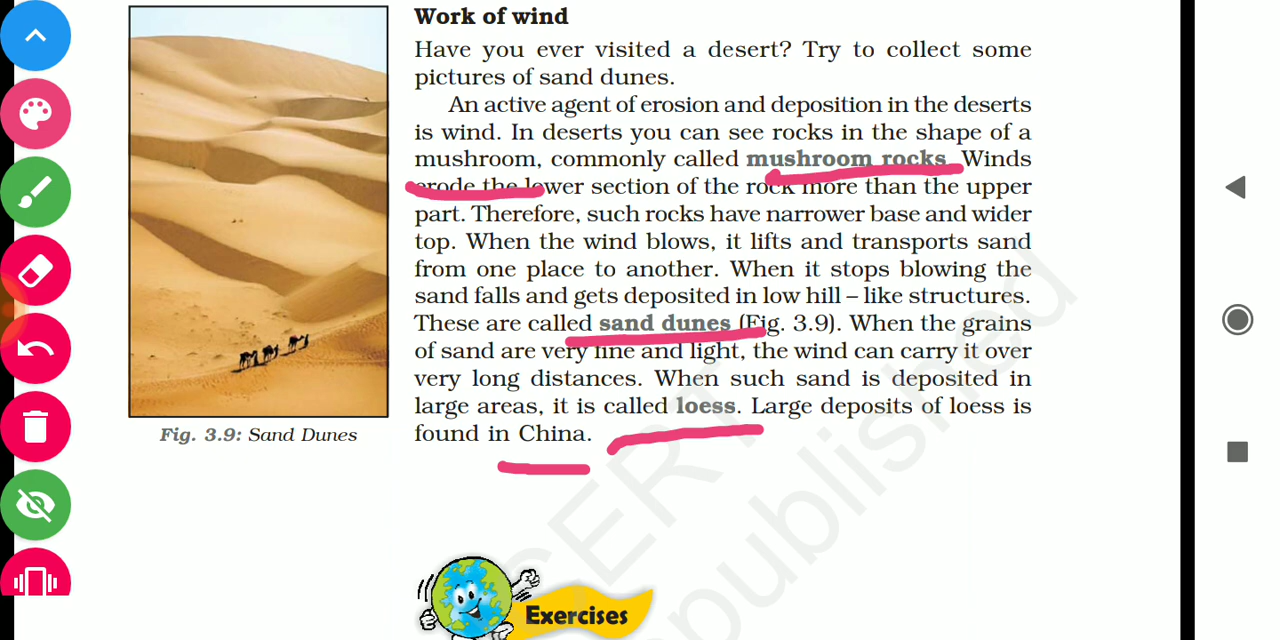 Work of wind
Have you ever visited a desert? Try to collect some
pictures of sand dunes.
An active agent of erosion and deposition in the deserts
is wind. In deserts you can see rocks in the shape of a
mushroom, commonly called mushroom rocks. Winds
erode the lower section of the rock more than the upper
part. Therefore, such rocks have narrower base and wider
top. When the wind blows, it lifts and transports sand
from one place to another. When it stops blowing the
sand falls and gets deposited in low hill – like structures.
These are called sand dunes (Fig. 3.9). When the grains
of sand are very fine and light, the wind can carry it over
very long distances. When such sand is deposited in
large areas, it is called loess. Large deposits of loess is
found in China.
Fig. 3.9: Sand Dunes
Exercises